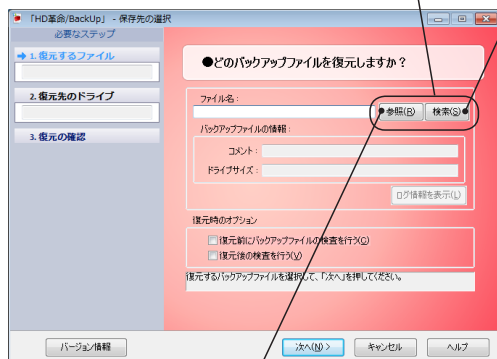 「HD革命/BackUp」 - 保存先の選択
必要なステップ
1. 復元するファイル
2. 復元先のドライブ
3. 復元の確認
●どのバックアップファイルを復元しますか？
ファイル名：
参照(R)
検索(S)
バックアップファイルの情報：
コメント：
ドライブサイズ：
ログ情報を表示(L)
復元時のオプション
復元前にバックアップファイルの検査を行う(C)
復元後の検査を行う(V)
復元するバックアップファイルを選択して、「次へ」を押してください。
バージョン情報
次へ(N) >
キャンセル
ヘルプ